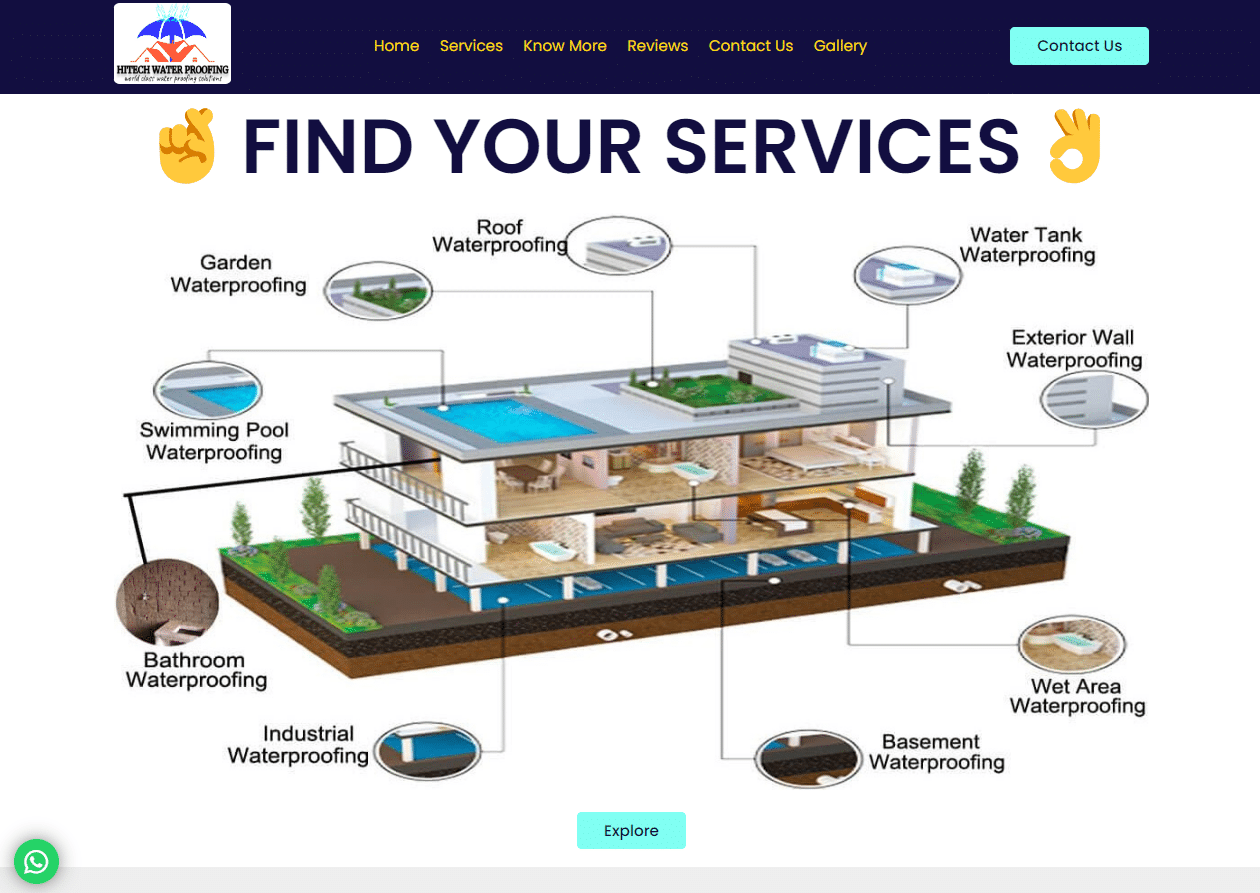 HITECH WATER PROOFING
world class water proofing solutions
Home Services Know More Reviews Contact Us Gallery
Contact Us
FIND YOUR SERVICES
Roof
Waterproofing
Water Tank
Waterproofing
Garden
Waterproofing
Exterior Wall
Waterproofing
Swimming Pool
Waterproofing
Bathroom
Waterproofing
Wet Area
Waterproofing
Industrial
Waterproofing
Basement
Waterproofing
Explore